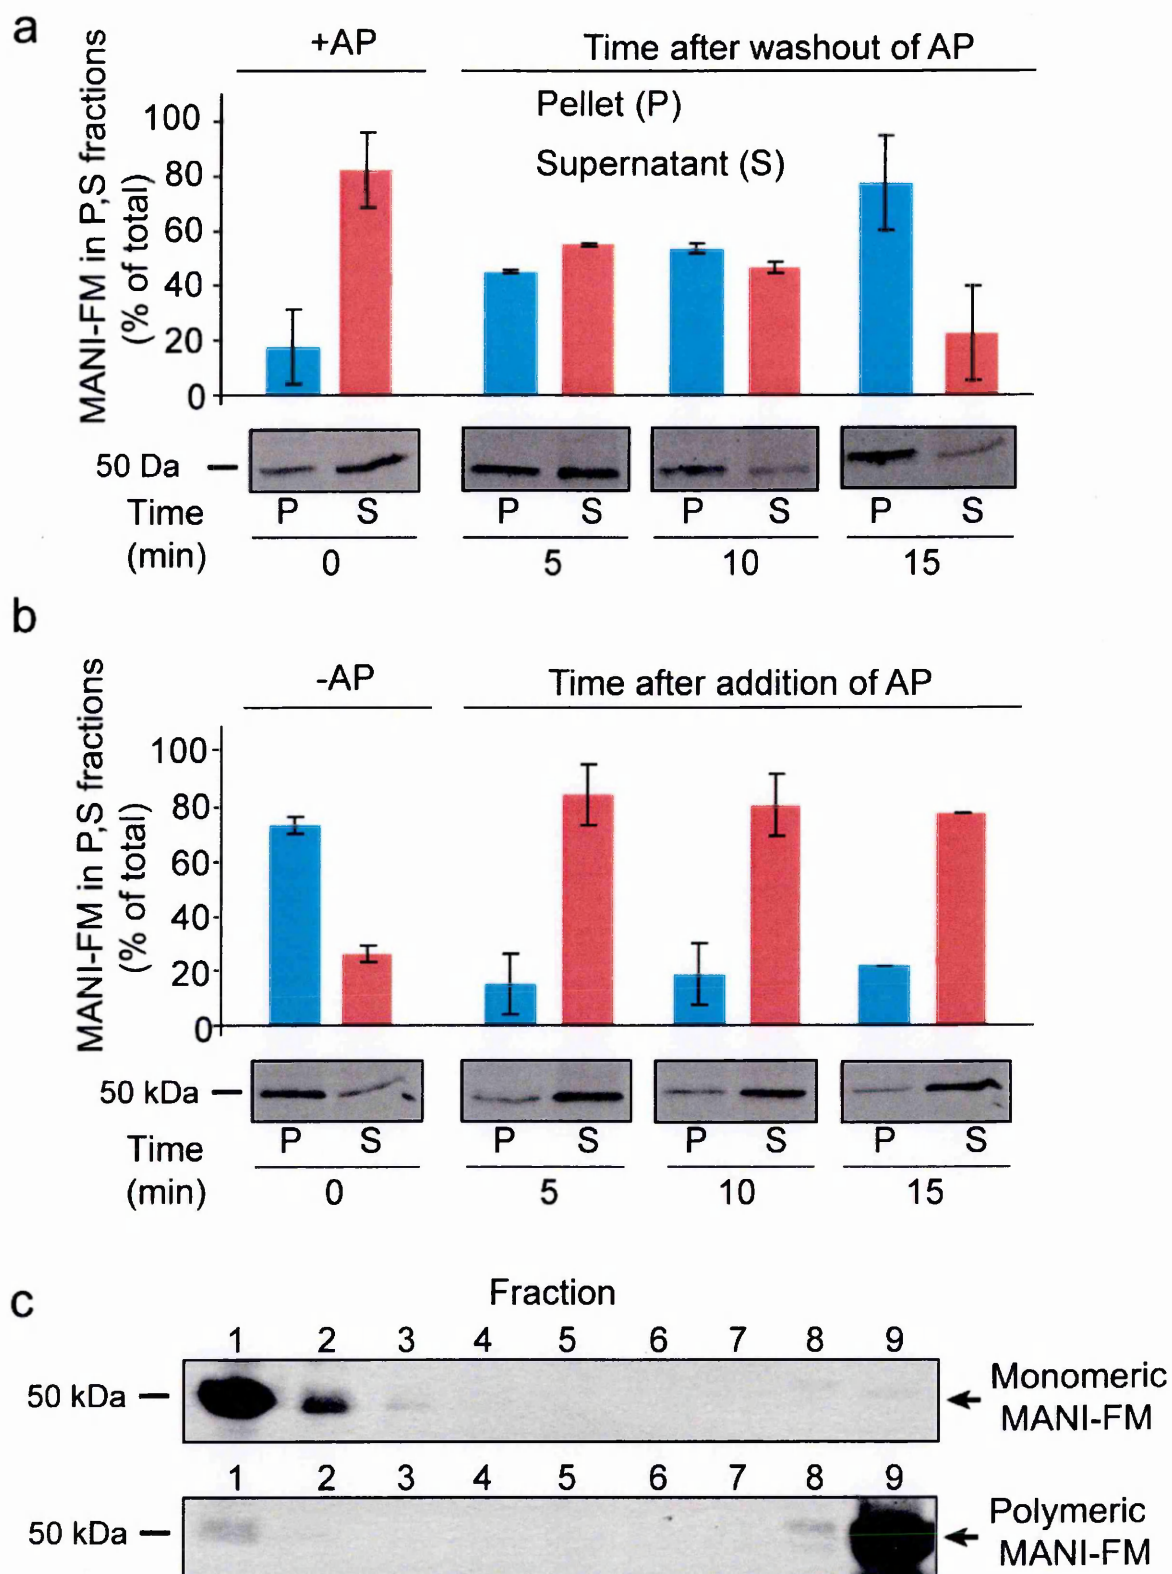 a
+AP
Time after washout of AP
Pellet (P)
Supernatant (S)
MANI-FM in P,S fractions
(% of total)
100
80
60
40
20
0
50 Da
P S P S P S P S
Time
(min)
0 5 10 15
b
-AP
Time after addition of AP
MANI-FM in P,S fractions
(% of total)
100
80
60
40
20
0
50 kDa
P S P S P S P S
Time
(min)
0 5 10 15
c
Fraction
1 2 3 4 5 6 7 8 9
50 kDa
Monomeric
MANI-FM
1 2 3 4 5 6 7 8 9
50 kDa
Polymeric
MANI-FM